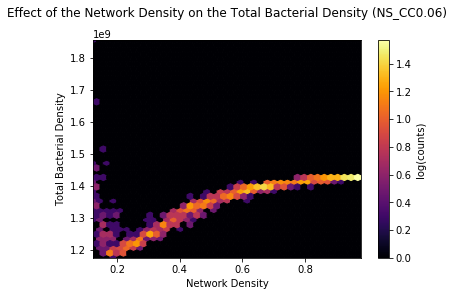 Effect of the Network Density on the Total Bacterial Density (NS_CC0.06)
1e9
1.8
1.7
1.6
1.5
1.4
1.3
1.2
Total Bacterial Density
0.2 0.4 0.6 0.8
Network Density
1.4
1.2
1.0
0.8
0.6
0.4
0.2
0.0
log(counts)